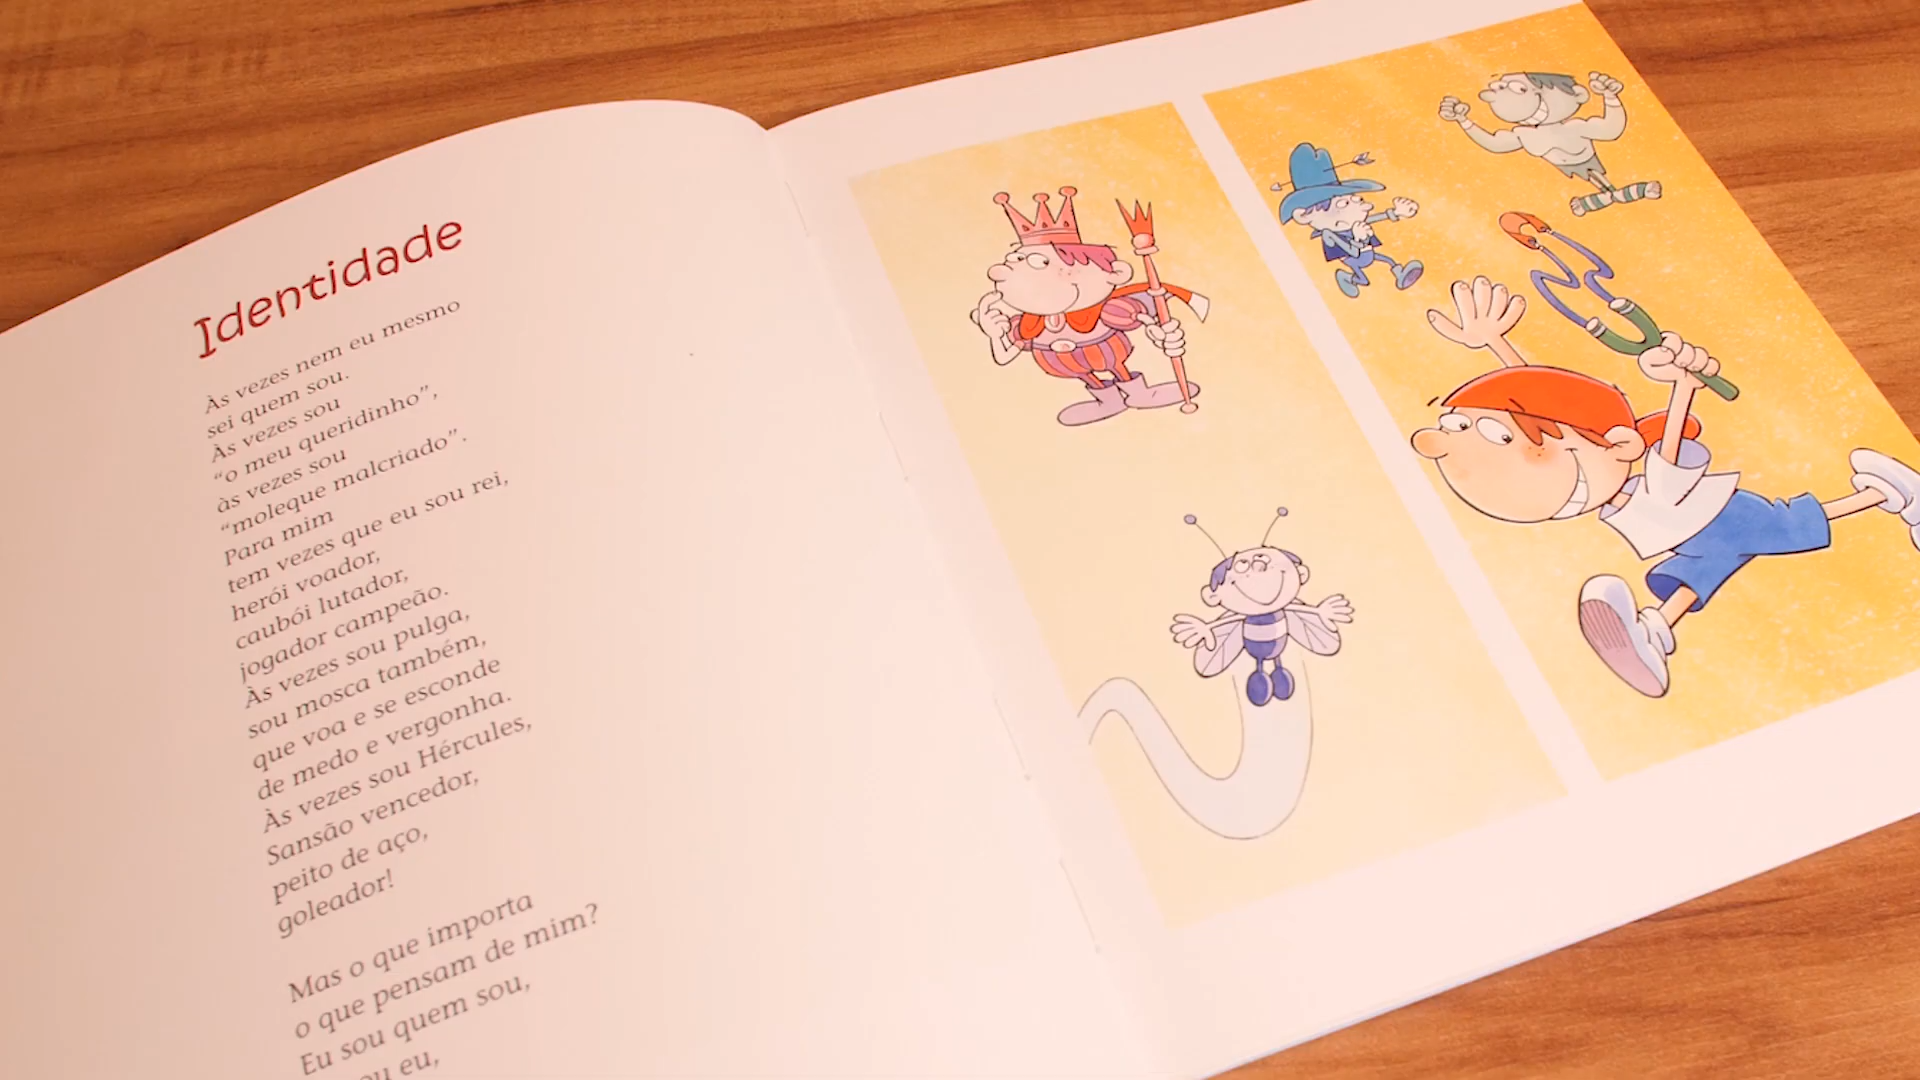 Identidade
Às vezes nem eu mesmo
sei quem sou.
Às vezes sou
“o meu queridinho”,
às vezes sou
“moleque malcriado”.
Para mim
tem vezes que eu sou rei,
herói voador,
caubói lutador,
jogador campeão.
Às vezes sou pulga,
sou mosca também,
que voa e se esconde
de medo e vergonha.
Às vezes sou Hércules,
Sansão vencedor,
peito de aço,
goleador!
Mas o que importa
o que pensam de mim?
Eu sou quem sou,
eu,